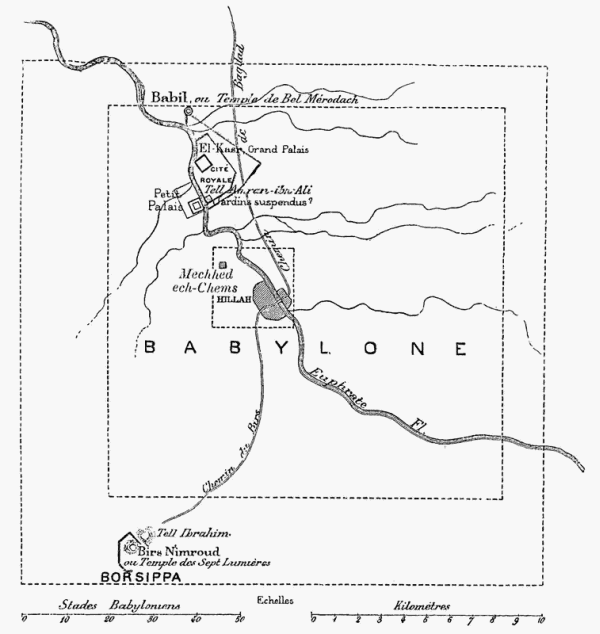 Bagdad
Babil, ou Temple de Bel Mérodach
de
El-Kasr, Grand Palais
CITÉ
ROYALE
Tell Amran-ibn-Ali
Petit
Palais
Jardins suspendus?
Chemin
Mechhed
ech-Chems
HILLAH
BABYLONE
Euphrate
Fl.
Chemin du Birs
Tell Ibrahim
Birs Nimroud
ou Temple des Sept Lumières
BORSIPPA
Echelles
Stades Babyloniens
Kilomètres
0 10 20 30 40 50
0 1 2 3 4 5 6 7 8 9 10